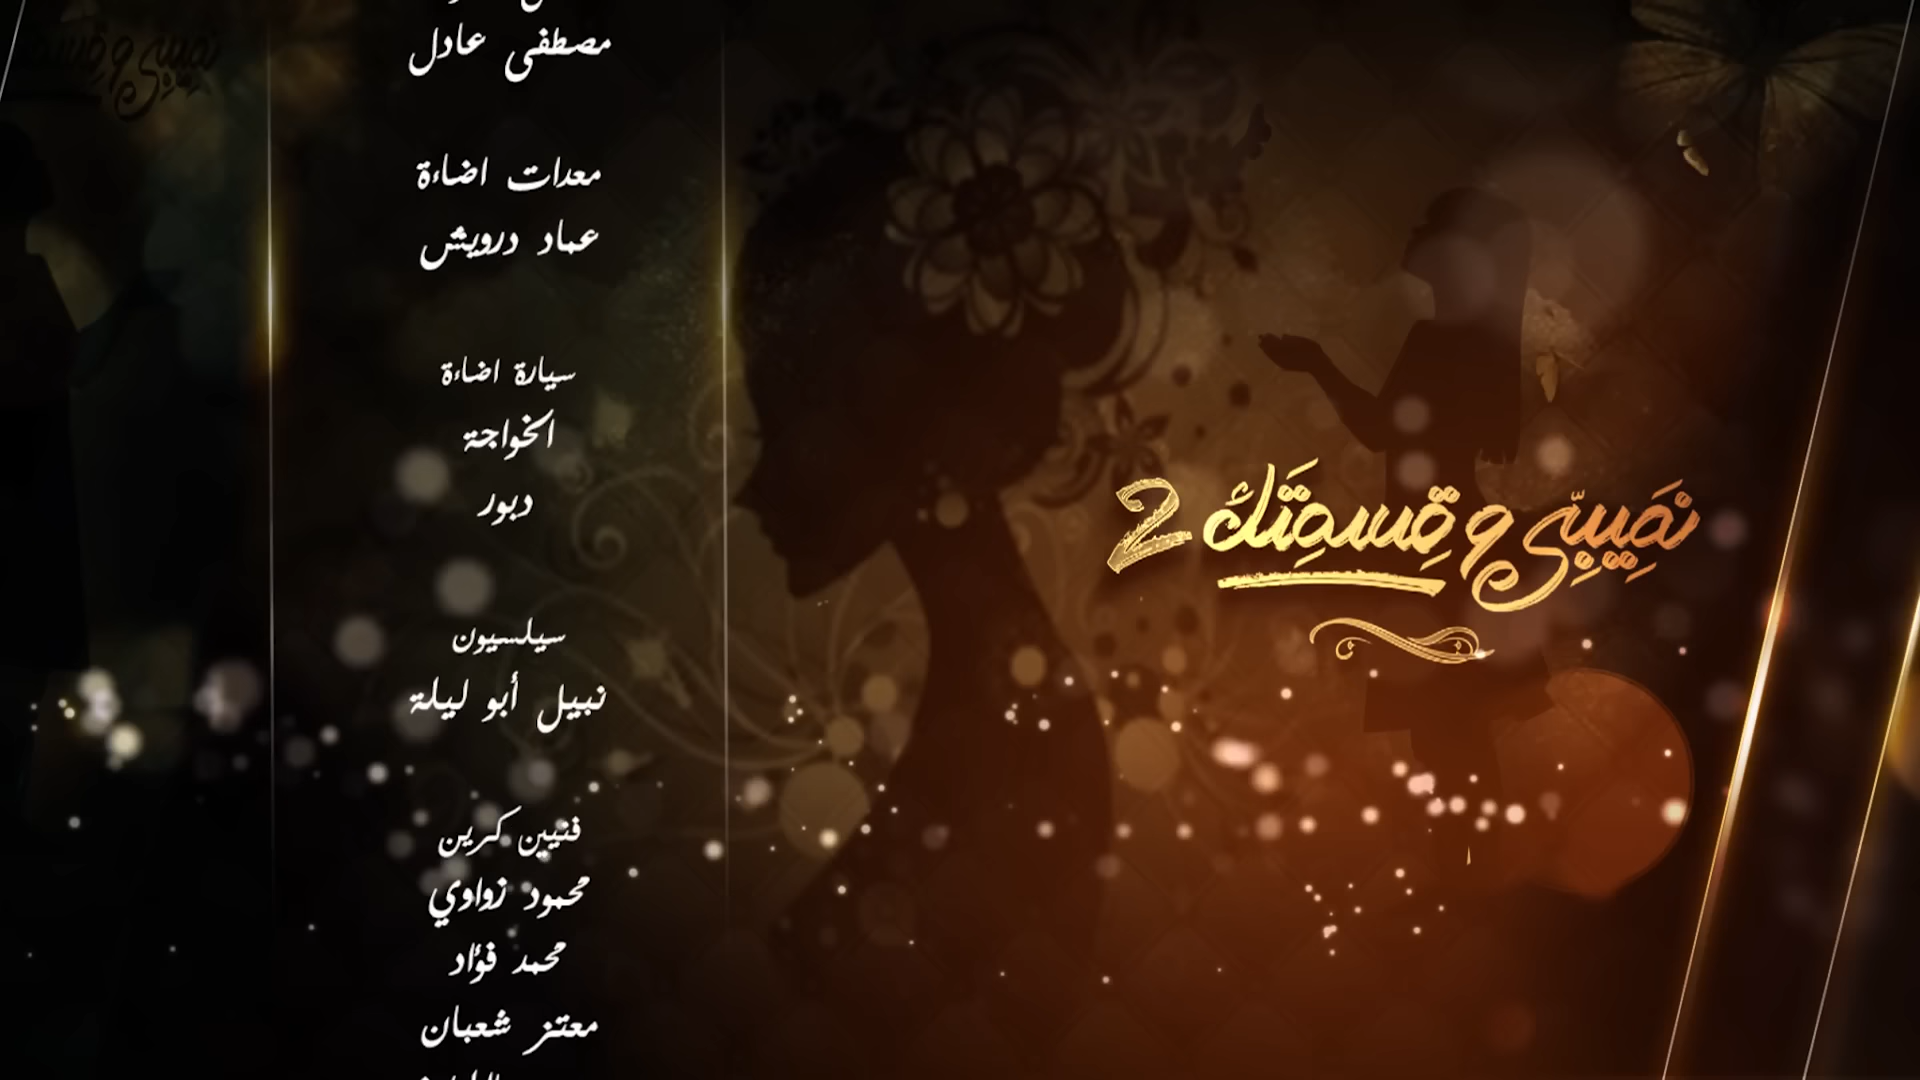 مصطفى عادل
معدات اضاءة
عماد درويش
سيارة اضاءة
الخواجة
دبور
سيلسيون
نبيل أبو ليلة
فنيين كرين
محمود زواوي
محمد فؤاد
معتز شعبان
نصيبي وقسمتك 2
نصيبي و